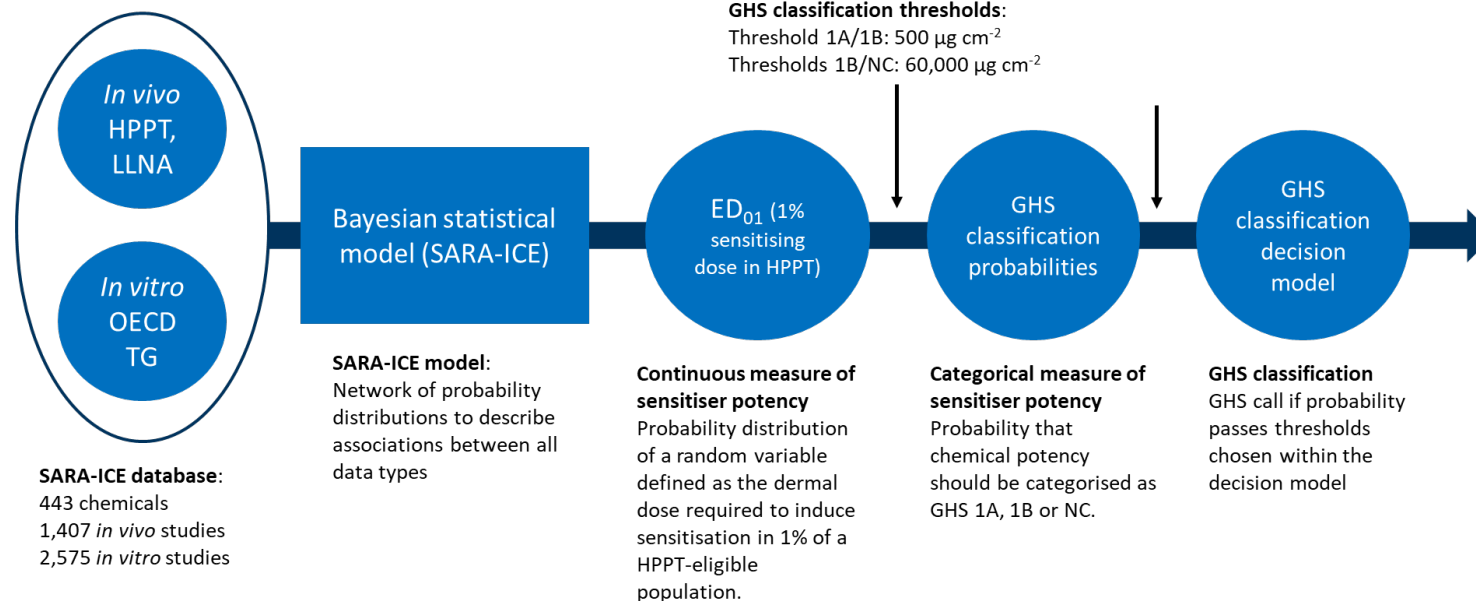 GHS classification thresholds:
Threshold 1A/1B: 500 µg cm-2
Thresholds 1B/NC: 60,000 µg cm-2
In vivo
HPPT,
LLNA
In vitro
OECD
TG
Bayesian statistical
model (SARA-ICE)
ED01 (1%
sensitising
dose in HPPT)
GHS
classification
probabilities
GHS
classification
decision
model
SARA-ICE database:
443 chemicals
1,407 in vivo studies
2,575 in vitro studies
SARA-ICE model:
Network of probability
distributions to describe
associations between all
data types
Continuous measure of
sensitiser potency
Probability distribution
of a random variable
defined as the dermal
dose required to induce
sensitisation in 1% of a
HPPT-eligible
population.
Categorical measure of
sensitiser potency
Probability that
chemical potency
should be categorised as
GHS 1A, 1B or NC.
GHS classification
GHS call if probability
passes thresholds
chosen within the
decision model